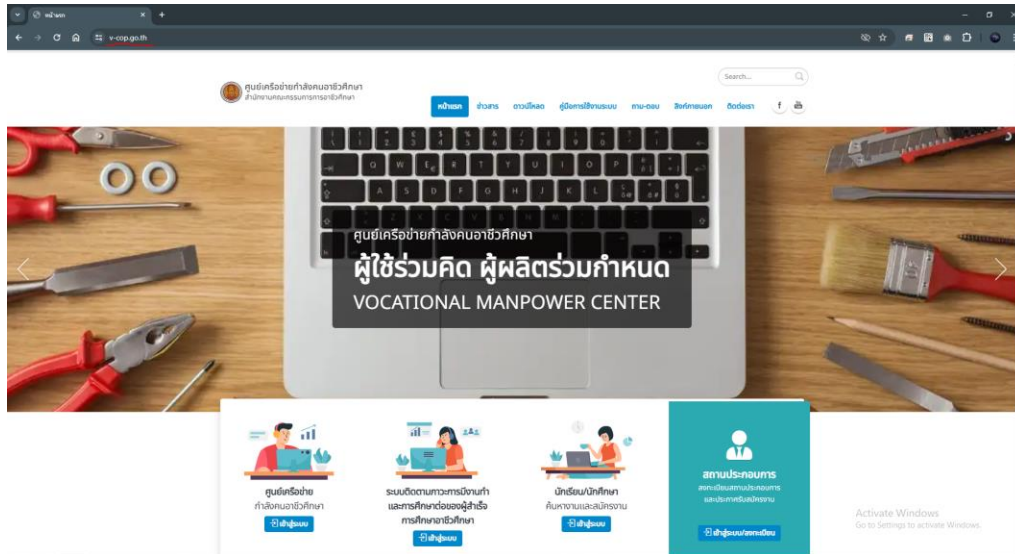 หน้าแรก
v-cop.go.th
Search...
ศูนย์เครือข่ายกำลังคนอาชีวศึกษา
สำนักงานคณะกรรมการการอาชีวศึกษา
หน้าแรก ข่าวสาร ดาวน์โหลด คู่มือการใช้งานระบบ ถาม-ตอบ ลิงก์ภายนอก ติดต่อเรา
ศูนย์เครือข่ายกำลังคนอาชีวศึกษา
ผู้ใช้ร่วมคิด ผู้ผลิตร่วมกำหนด
VOCATIONAL MANPOWER CENTER
ศูนย์เครือข่าย
กำลังคนอาชีวศึกษา
เข้าสู่ระบบ
ระบบติดตามภาวะการมีงานทำ
และการศึกษาต่อของผู้สำเร็จ
การศึกษาอาชีวศึกษา
เข้าสู่ระบบ
นักเรียน/นักศึกษา
ค้นหางานและสมัครงาน
เข้าสู่ระบบ
สถานประกอบการ
ลงทะเบียนสถานประกอบการ
และประกาศรับสมัครงาน
เข้าสู่ระบบ/ลงทะเบียน
Activate Windows
Go to Settings to activate Windows.